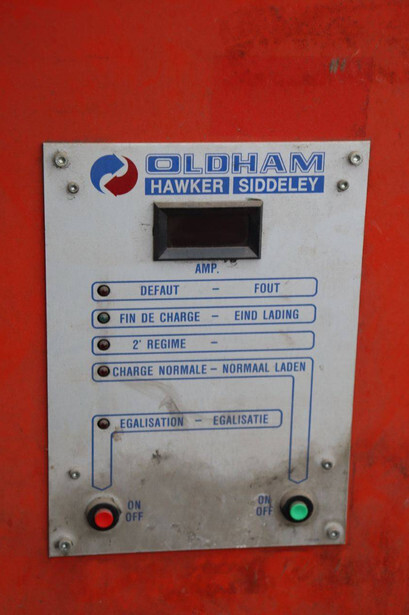 OLDHAM
HAWKER SIDDELEY
AMP.
DEFAUT - FOUT
FIN DE CHARGE - EIND LADING
2' REGIME -
CHARGE NORMALE - NORMAAL LADEN
EGALISATION - EGALISATIE
ON
OFF
ON
OFF